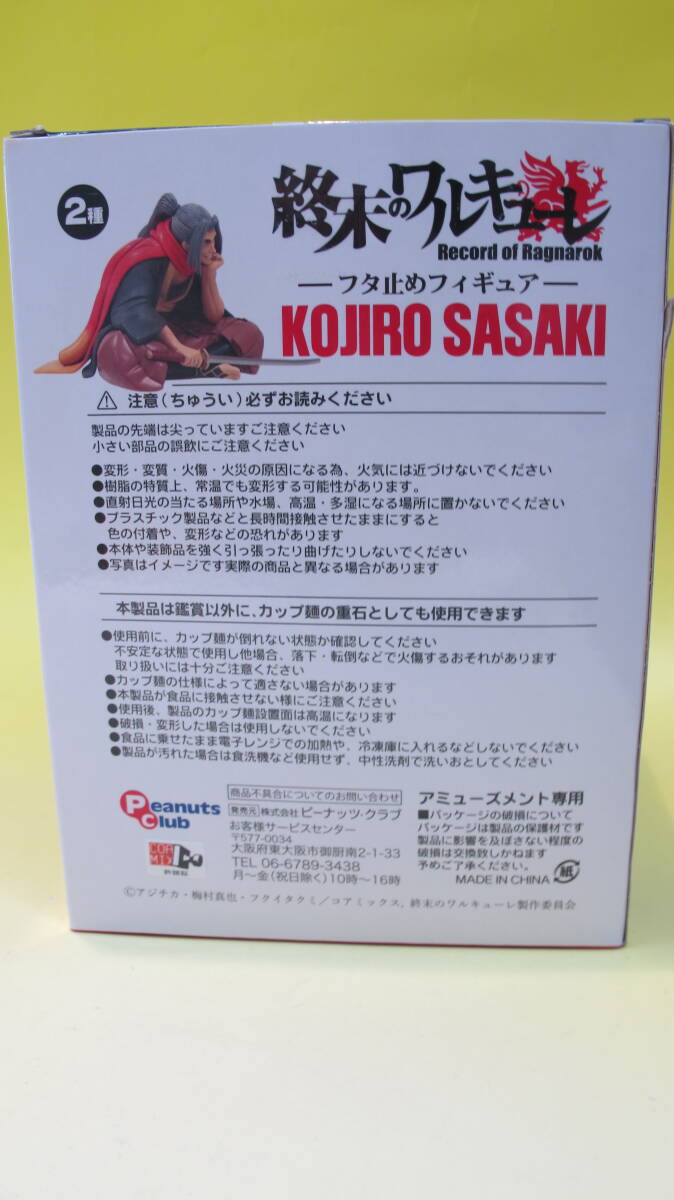 2種
終末のワルキューレ
Record of Ragnarok
フタ止めフィギュア
KOJIRO SASAKI
注意(ちゅうい)必ずお読みください
製品の先端は尖っていますご注意ください
小さい部品の誤飲にご注意ください
●変形・変質・火傷・火災の原因になる為、火気には近づけないでください
●樹脂の特質上、常温でも変形する可能性があります。
●直射日光の当たる場所や水場、高温・多湿になる場所に置かないでください
●プラスチック製品などと長時間接触させたままにすると
色の付着や、変形などの恐れがあります
●本体や装飾品を強く引っ張ったり曲げたりしないでください
●写真はイメージです実際の商品と異なる場合があります
本製品は鑑賞以外に、カップ麺の重石としても使用できます
●使用前に、カップ麺が倒れない状態か確認してください
不安定な状態で使用し他場合、落下・転倒などで火傷するおそれがあります
取り扱いには十分ご注意ください
●カップ麺の仕様によって適さない場合があります
●本製品が食品に接触させない様にご注意ください
●使用後、製品のカップ麺設置面は高温になります
●破損・変形した場合は使用しないでください
●食品に乗せたまま電子レンジでの加熱や、冷凍庫に入れるなどしないでください
●製品が汚れた場合は食洗機など使用せず、中性洗剤で洗いおとしてください
Peanuts Club
商品不具合についてのお問い合わせ
発売元 株式会社 ピーナッツ・クラブ
お客様サービスセンター
〒577-0034
大阪府東大阪市御厨南2-1-33
TEL 06-6789-3438
月〜金(祝日除く)10時〜16時
アミューズメント専用
■パッケージの破損について
パッケージは製品の保護材です
製品に影響を及ぼさない程度の
破損は交換致しかねます
予めご了承ください。
MADE IN CHINA
紙
COAMIX
許諾製
©アジチカ・梅村真也・フクイタクミ/コアミックス, 終末のワルキューレ製作委員会